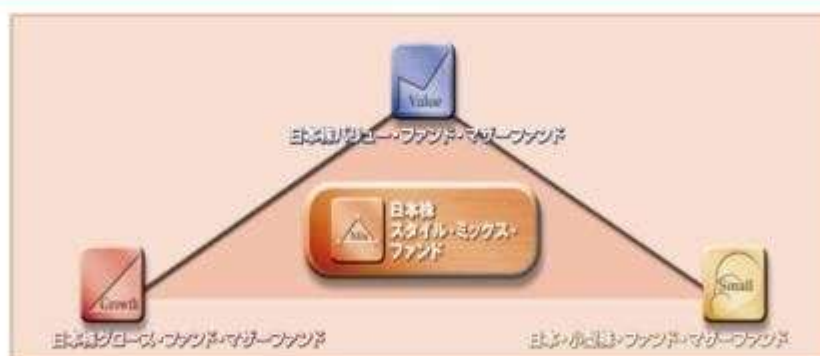 Value
日本株バリュー・ファンド・マザーファンド
Mix
日本株
スタイル・ミックス・
ファンド
Growth
Small
日本株グロース・ファンド・マザーファンド
日本・小型株・ファンド・マザーファンド